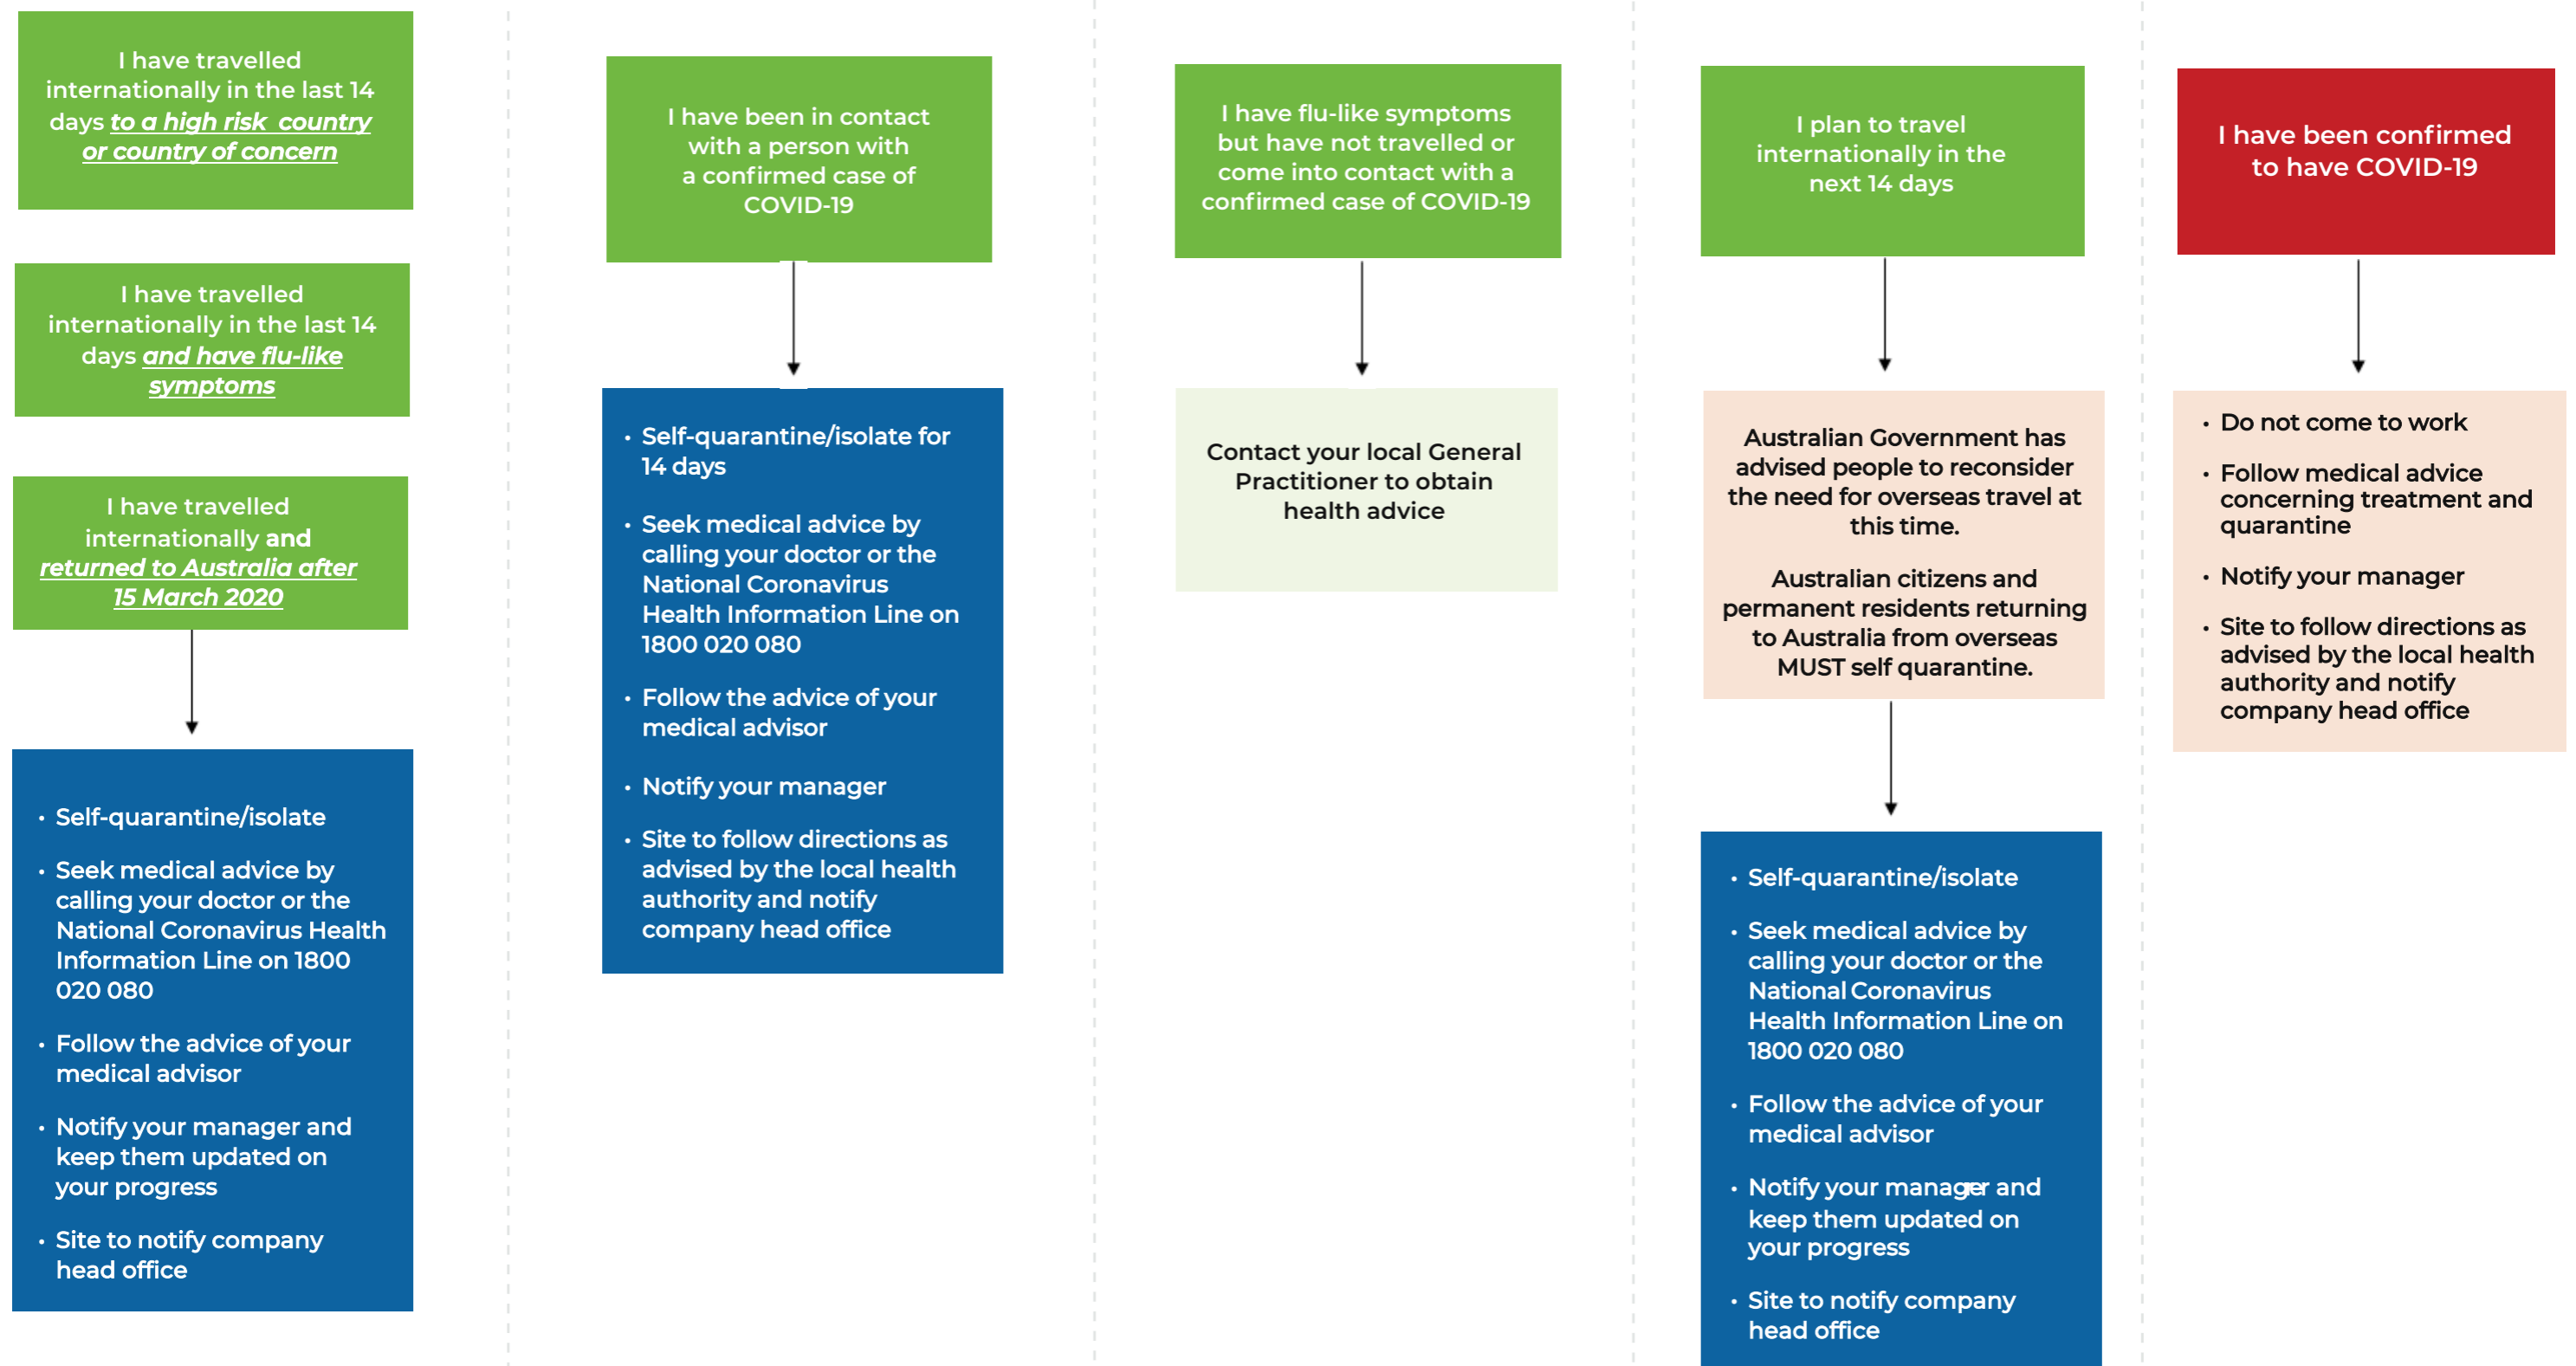 I have travelled
internationally in the last 14
days to a high risk country
or country of concern
I have travelled
internationally in the last 14
days and have flu-like
symptoms
I have travelled
internationally and
returned to Australia after
15 March 2020
• Self-quarantine/isolate
• Seek medical advice by
calling your doctor or the
National Coronavirus Health
Information Line on 1800
020 080
• Follow the advice of your
medical advisor
• Notify your manager and
keep them updated on
your progress
• Site to notify company
head office
I have been in contact
with a person with
a confirmed case of
COVID-19
• Self-quarantine/isolate for
14 days
• Seek medical advice by
calling your doctor or the
National Coronavirus
Health Information Line on
1800 020 080
• Follow the advice of your
medical advisor
• Notify your manager
• Site to follow directions as
advised by the local health
authority and notify
company head office
I have flu-like symptoms
but have not travelled or
come into contact with a
confirmed case of COVID-19
Contact your local General
Practitioner to obtain
health advice
I plan to travel
internationally in the
next 14 days
Australian Government has
advised people to reconsider
the need for overseas travel at
this time.
Australian citizens and
permanent residents returning
to Australia from overseas
MUST self quarantine.
• Self-quarantine/isolate
• Seek medical advice by
calling your doctor or the
National Coronavirus
Health Information Line on
1800 020 080
• Follow the advice of your
medical advisor
• Notify your manager and
keep them updated on
your progress
• Site to notify company
head office
I have been confirmed
to have COVID-19
• Do not come to work
• Follow medical advice
concerning treatment and
quarantine
• Notify your manager
• Site to follow directions as
advised by the local health
authority and notify
company head office